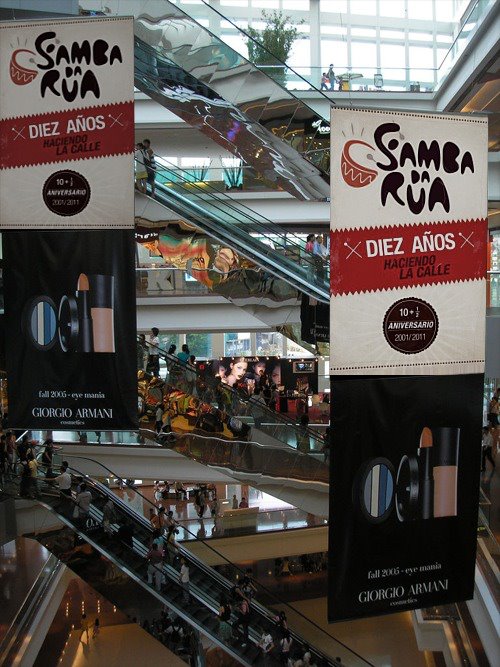 SAMBA
DA
RUA
DIEZ AÑOS
HACIENDO
LA CALLE
10 + ½
ANIVERSARIO
2001/2011
fall 2005 - eye mania
GIORGIO ARMANI
cosmetics
SAMBA
DA
RUA
DIEZ AÑOS
HACIENDO
LA CALLE
10 + ½
ANIVERSARIO
2001/2011
fall 2005 - eye mania
GIORGIO ARMANI
cosmetics